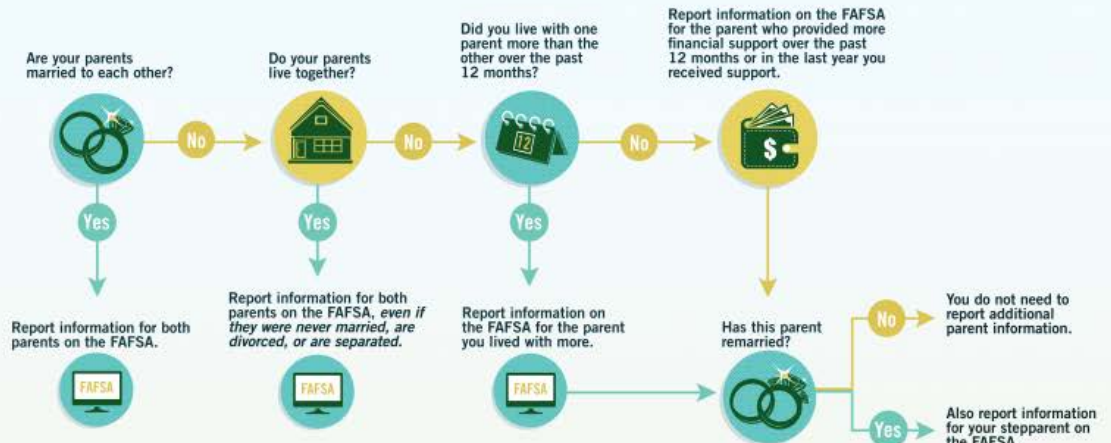 Are your parents
married to each other?
Do your parents
live together?
Did you live with one
parent more than the
other over the past
12 months?
Report information on the FAFSA
for the parent who provided more
financial support over the past
12 months or in the last year you
received support.
No
No
12
No
$
Yes
Yes
Yes
Report information for both
parents on the FAFSA.
FAFSA
Report information for both
parents on the FAFSA, even if
they were never married, are
divorced, or are separated.
FAFSA
Report information on
the FAFSA for the parent
you lived with more.
FAFSA
Has this parent
remarried?
No
You do not need to
report additional
parent information.
Yes
Also report information
for your stepparent on
the FAFSA